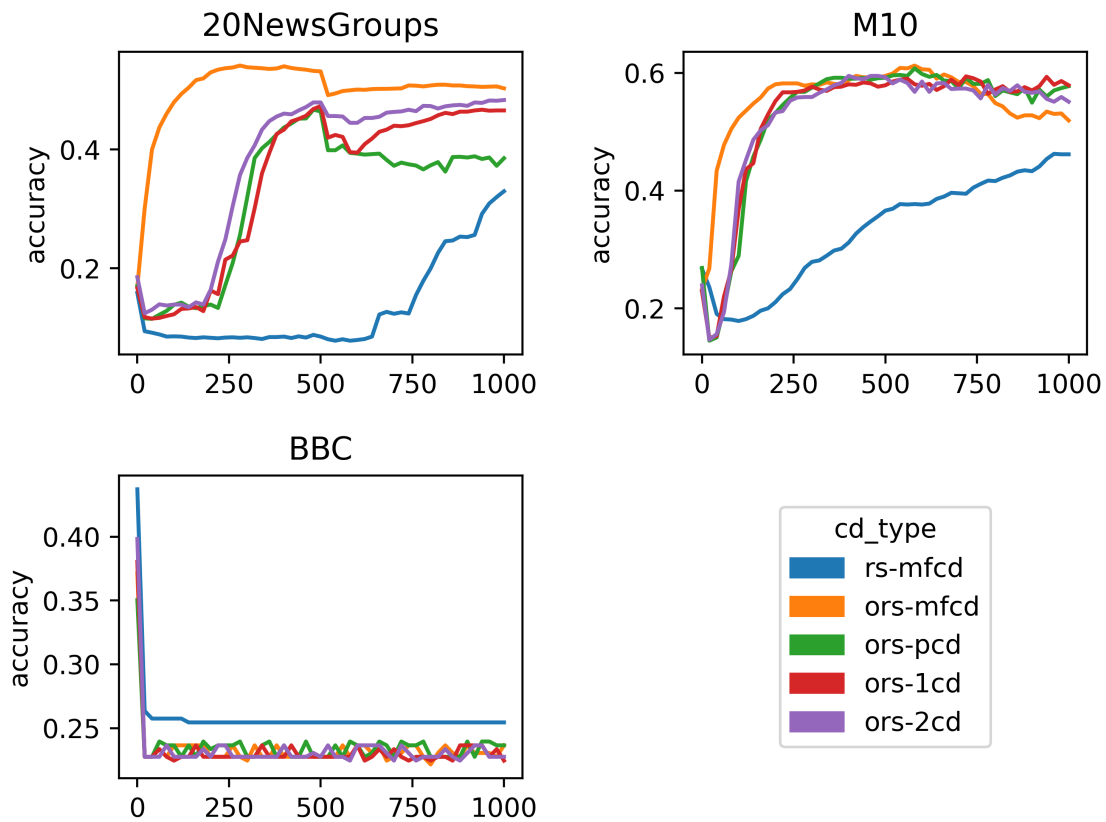 20NewsGroups
accuracy
0.4
0.2
0 250 500 750 1000
M10
accuracy
0.6
0.4
0.2
0 250 500 750 1000
BBC
accuracy
0.40
0.35
0.30
0.25
0 250 500 750 1000
cd_type
rs-mfcd
ors-mfcd
ors-pcd
ors-1cd
ors-2cd